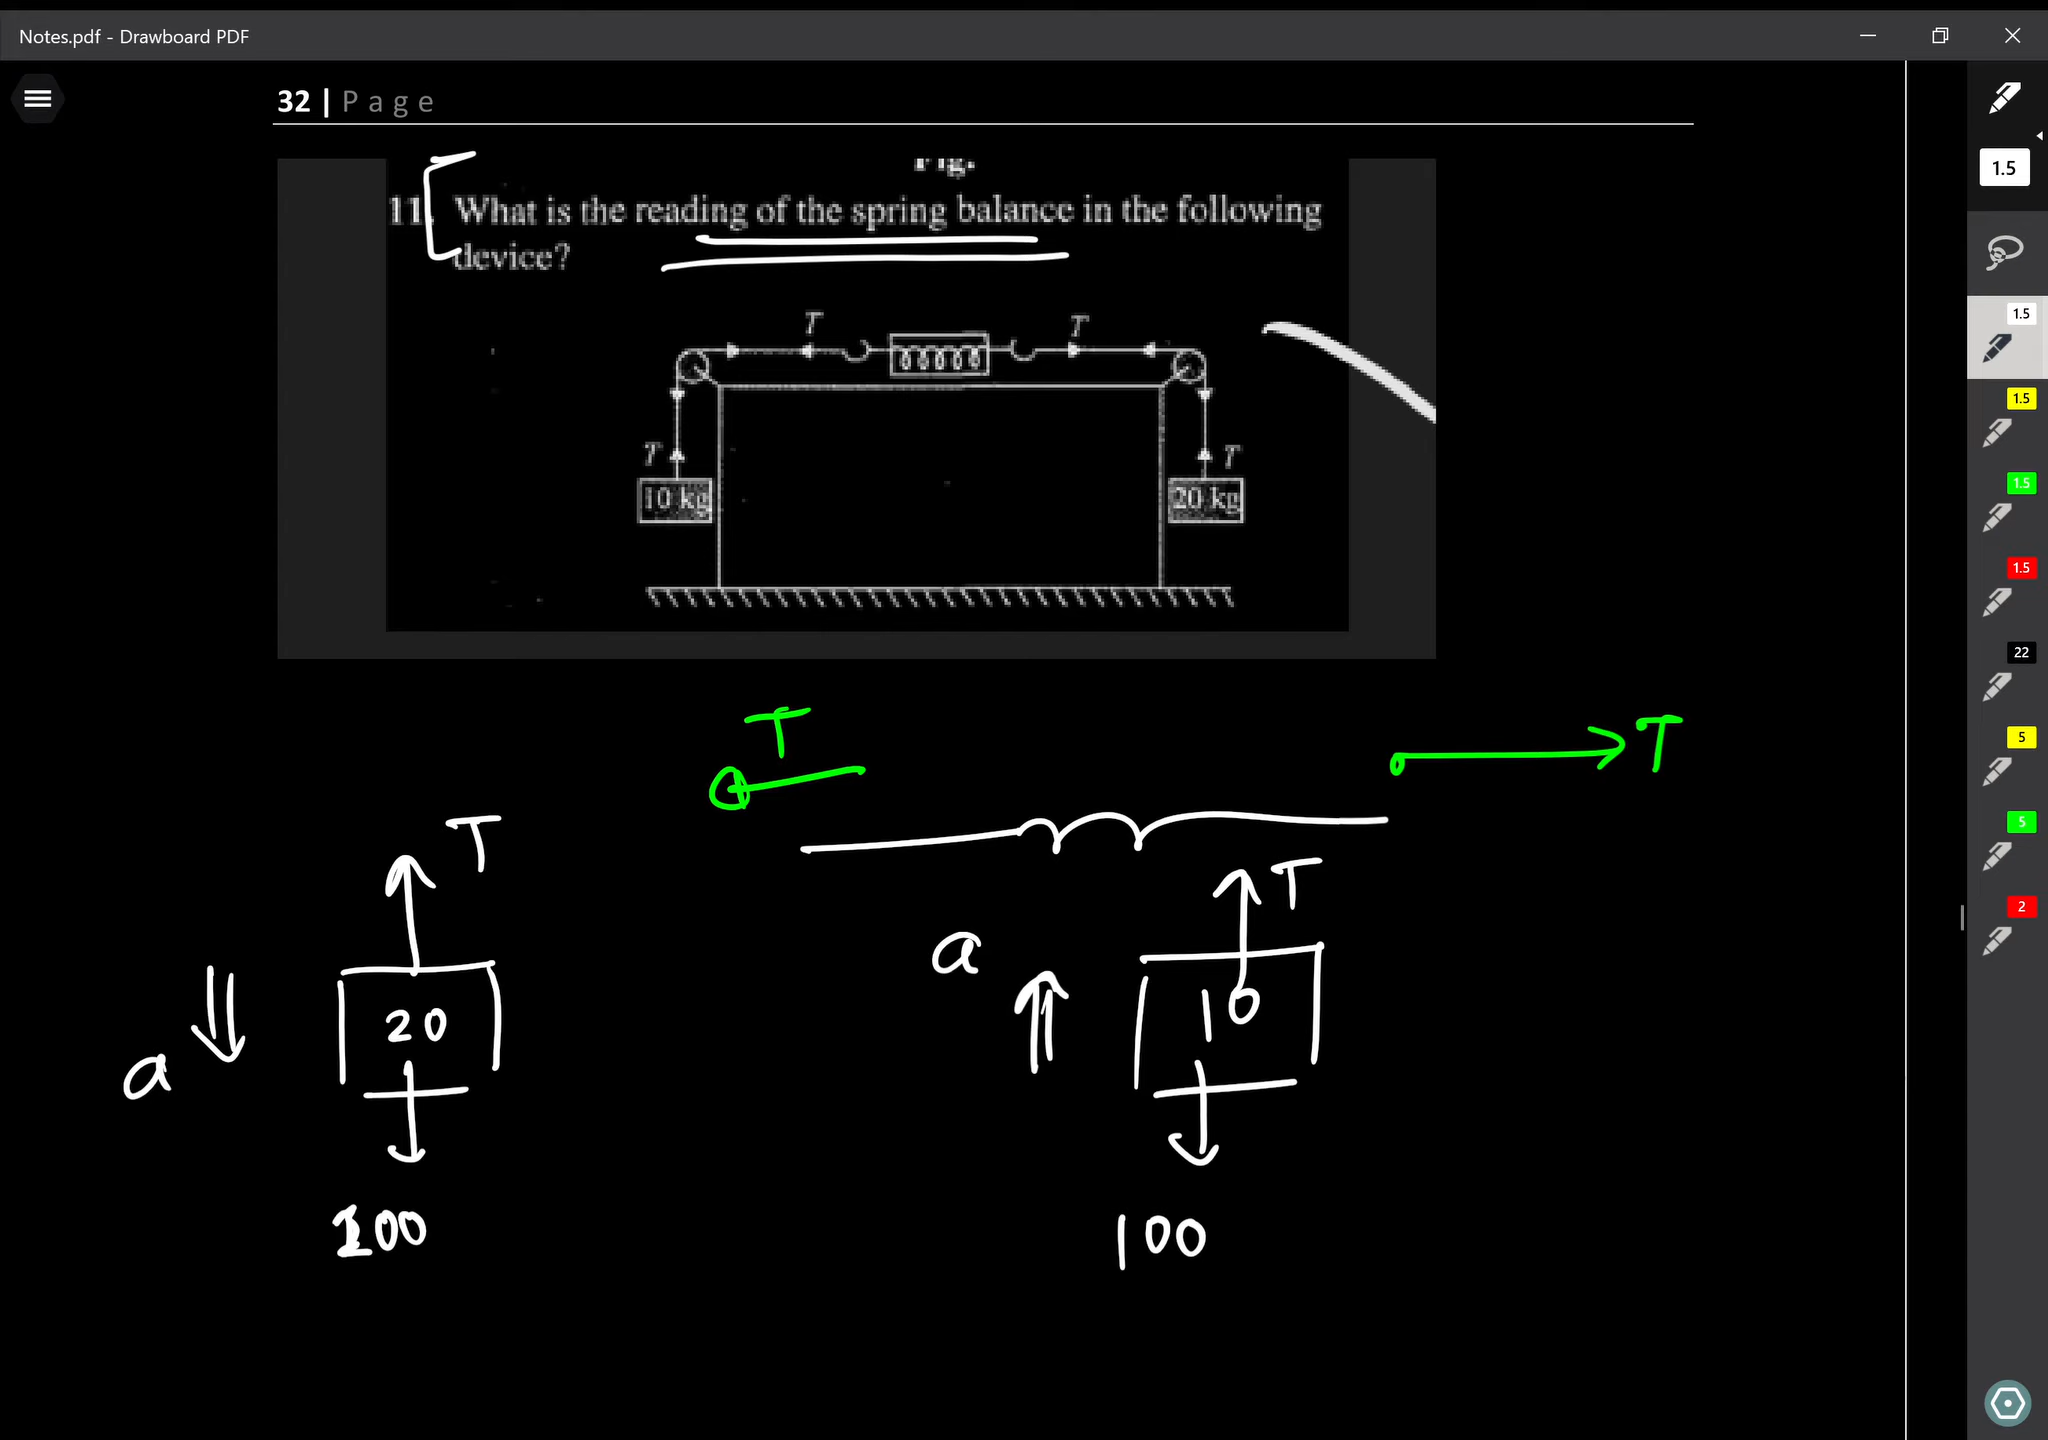 Notes.pdf - Drawboard PDF
32 | Page
Fig.
11. What is the reading of the spring balance in the following
device?
T T
T T
10 kg 20 kg
T T
T T
a
20 10
a
200 100
1.5
1.5
1.5
1.5
1.5
22
5
5
2